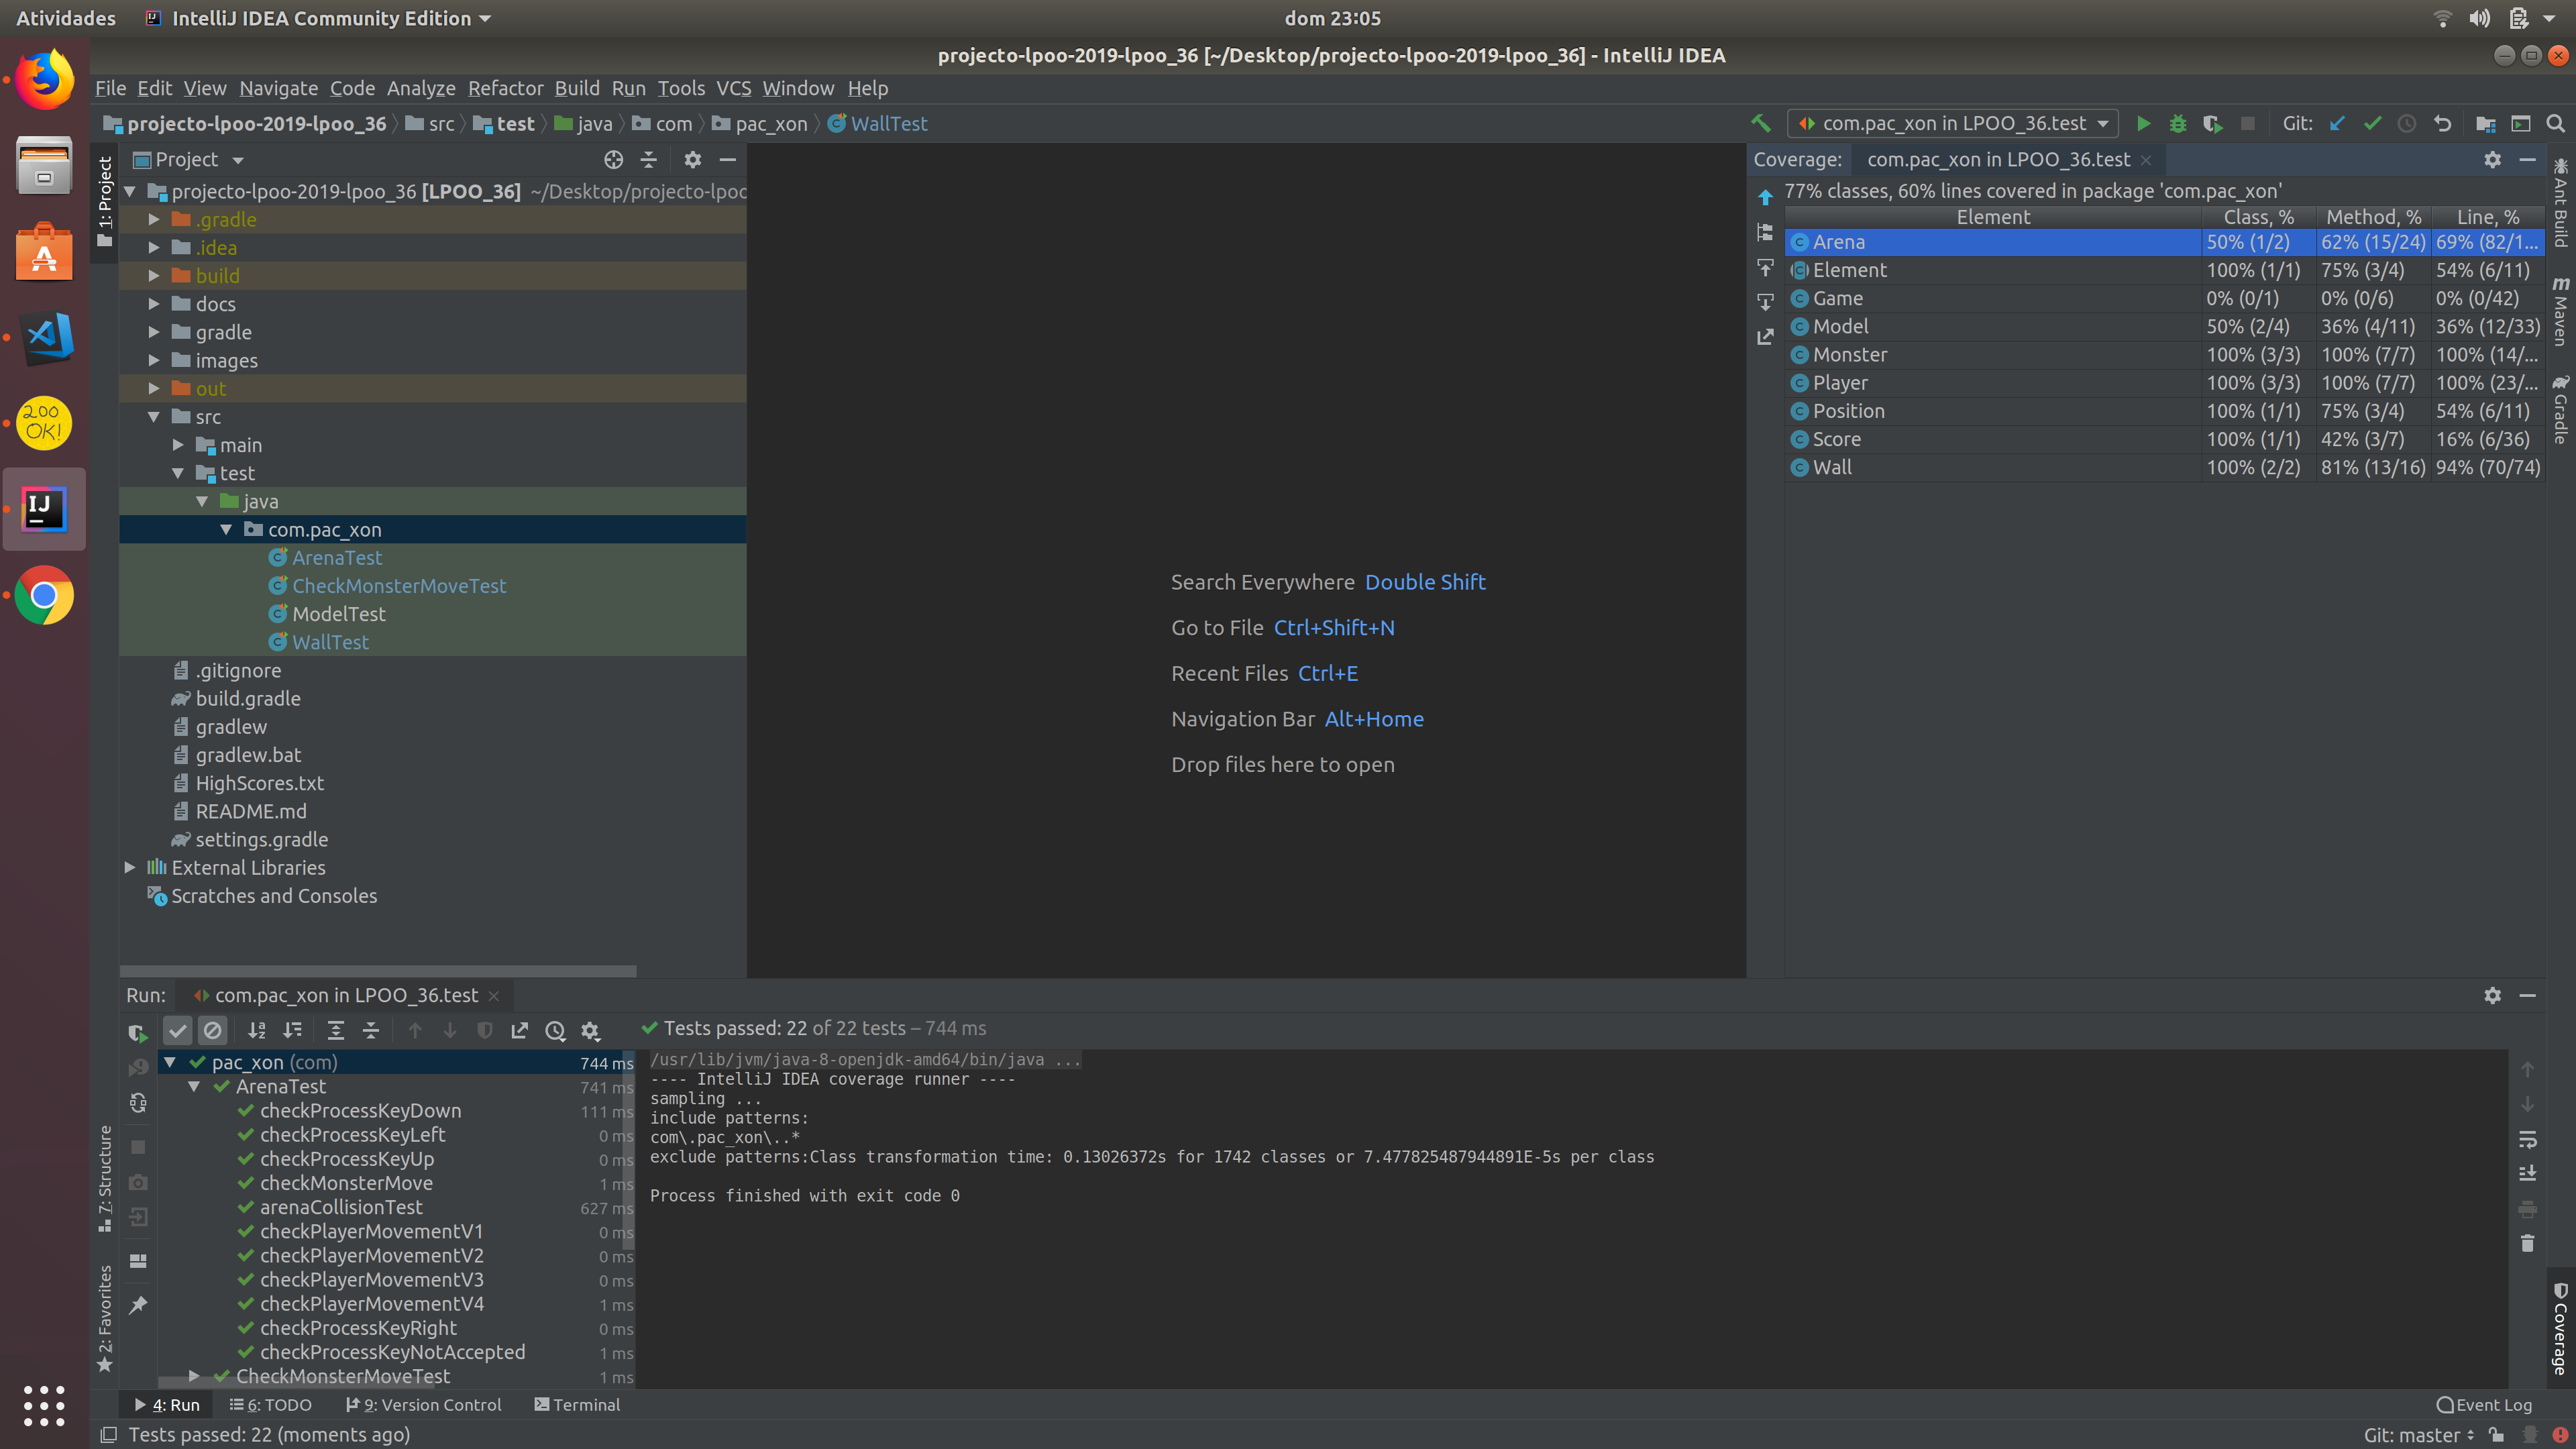 Atividades IntelliJ IDEA Community Edition dom 23:05
projecto-lpoo-2019-lpoo_36 [~/Desktop/projecto-lpoo-2019-lpoo_36] - IntelliJ IDEA
File Edit View Navigate Code Analyze Refactor Build Run Tools VCS Window Help
projecto-lpoo-2019-lpoo_36 src test java com pac_xon WallTest
com.pac_xon in LPOO_36.test Git:
1: Project
Project
projecto-lpoo-2019-lpoo_36 [LPOO_36] ~/Desktop/projecto-lpoo
.gradle
.idea
build
docs
gradle
images
out
src
main
test
java
com.pac_xon
ArenaTest
CheckMonsterMoveTest
ModelTest
WallTest
.gitignore
build.gradle
gradlew
gradlew.bat
HighScores.txt
README.md
settings.gradle
External Libraries
Scratches and Consoles
Search Everywhere Double Shift
Go to File Ctrl+Shift+N
Recent Files Ctrl+E
Navigation Bar Alt+Home
Drop files here to open
Coverage: com.pac_xon in LPOO_36.test
77% classes, 60% lines covered in package 'com.pac_xon'
Element Class, % Method, % Line, %
Arena 50% (1/2) 62% (15/24) 69% (82/1...
Element 100% (1/1) 75% (3/4) 54% (6/11)
Game 0% (0/1) 0% (0/6) 0% (0/42)
Model 50% (2/4) 36% (4/11) 36% (12/33)
Monster 100% (3/3) 100% (7/7) 100% (14/...
Player 100% (3/3) 100% (7/7) 100% (23/...
Position 100% (1/1) 75% (3/4) 54% (6/11)
Score 100% (1/1) 42% (3/7) 16% (6/36)
Wall 100% (2/2) 81% (13/16) 94% (70/74)
Ant Build
Maven
Gradle
200
OK!
Run: com.pac_xon in LPOO_36.test
Tests passed: 22 of 22 tests – 744 ms
pac_xon (com) 744 ms
ArenaTest 741 ms
checkProcessKeyDown 111 ms
checkProcessKeyLeft 0 ms
checkProcessKeyUp 0 ms
checkMonsterMove 1 ms
arenaCollisionTest 627 ms
checkPlayerMovementV1 0 ms
checkPlayerMovementV2 0 ms
checkPlayerMovementV3 0 ms
checkPlayerMovementV4 1 ms
checkProcessKeyRight 0 ms
checkProcessKeyNotAccepted 1 ms
CheckMonsterMoveTest 1 ms
/usr/lib/jvm/java-8-openjdk-amd64/bin/java ...
---- IntelliJ IDEA coverage runner ----
sampling ...
include patterns:
com\.pac_xon\..*
exclude patterns:Class transformation time: 0.13026372s for 1742 classes or 7.477825487944891E-5s per class
Process finished with exit code 0
7: Structure
2: Favorites
Coverage
4: Run 6: TODO 9: Version Control Terminal Event Log
Tests passed: 22 (moments ago) Git: master